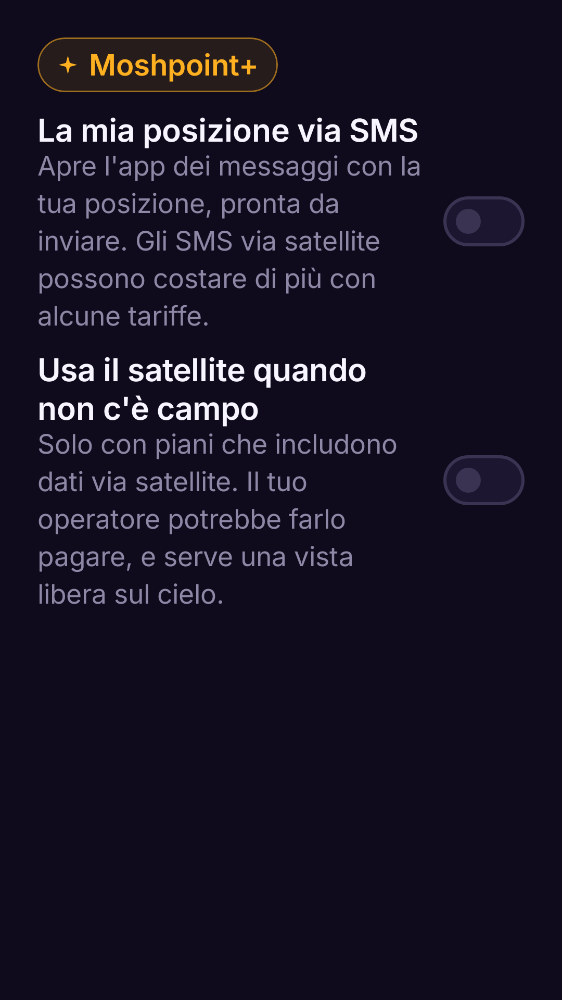 Moshpoint+
La mia posizione via SMS
Apre l'app dei messaggi con la
tua posizione, pronta da
inviare. Gli SMS via satellite
possono costare di più con
alcune tariffe.
Usa il satellite quando
non c'è campo
Solo con piani che includono
dati via satellite. Il tuo
operatore potrebbe farlo
pagare, e serve una vista
libera sul cielo.